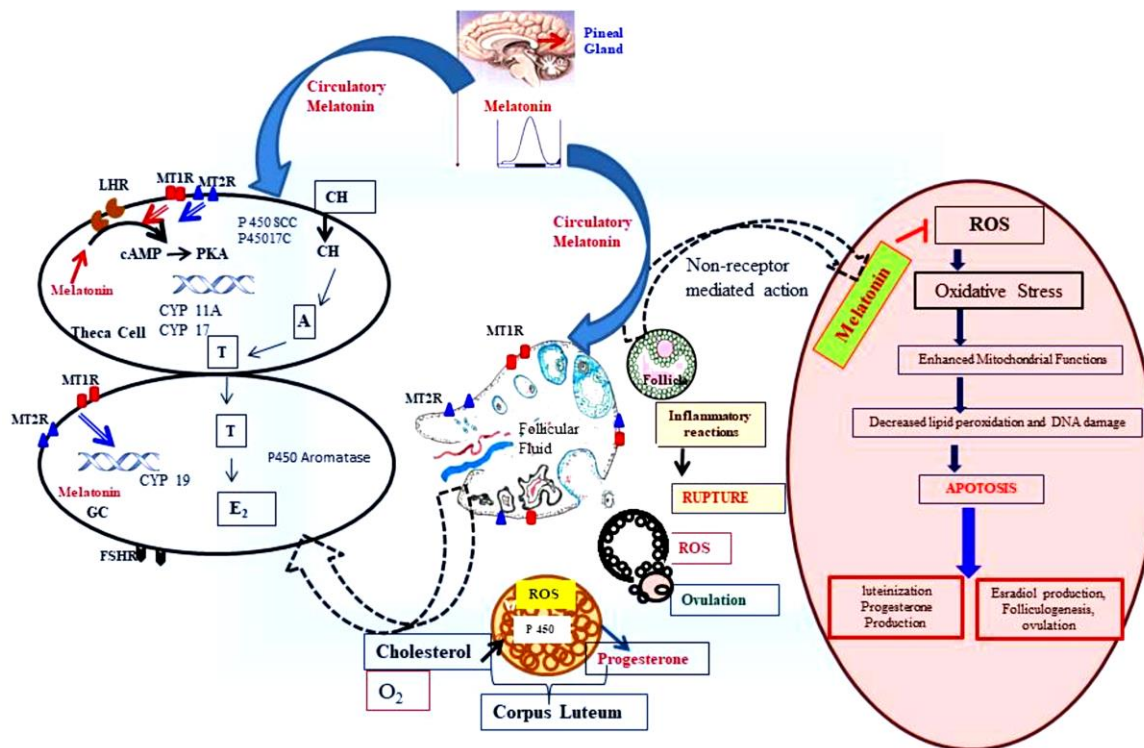 Pineal
Gland
Circulatory
Melatonin
Melatonin
LHR
MT1R
MT2R
P 450 SCC
P45017C
CH
CH
cAMP
PKA
Melatonin
CYP 11A
CYP 17
Theca Cell
A
T
MT1R
MT2R
T
CYP 19
P450 Aromatase
Melatonin
GC
E2
FSHR
Circulatory
Melatonin
Non-receptor
mediated action
MT1R
MT2R
Follicular
Fluid
Inflammatory
reactions
RUPTURE
ROS
Ovulation
ROS
P 450
Cholesterol
O2
Progesterone
Corpus Luteum
ROS
Melatonin
Oxidative Stress
Enhanced Mitochondrial Functions
Decreased lipid peroxidation and DNA damage
APOTOSIS
luteinization
Progesterone
Production
Esradiol production,
Folliculogenesis,
ovulation